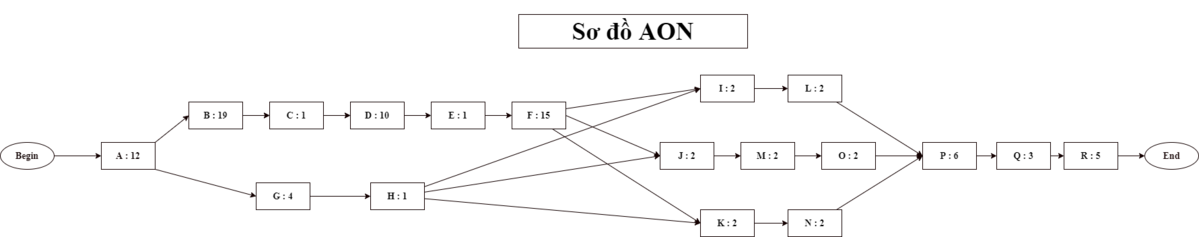 Sơ đồ AON
I : 2
L : 2
B : 19
C : 1
D : 10
E : 1
F : 15
Begin
A : 12
J : 2
M : 2
O : 2
P : 6
Q : 3
R : 5
End
G : 4
H : 1
K : 2
N : 2